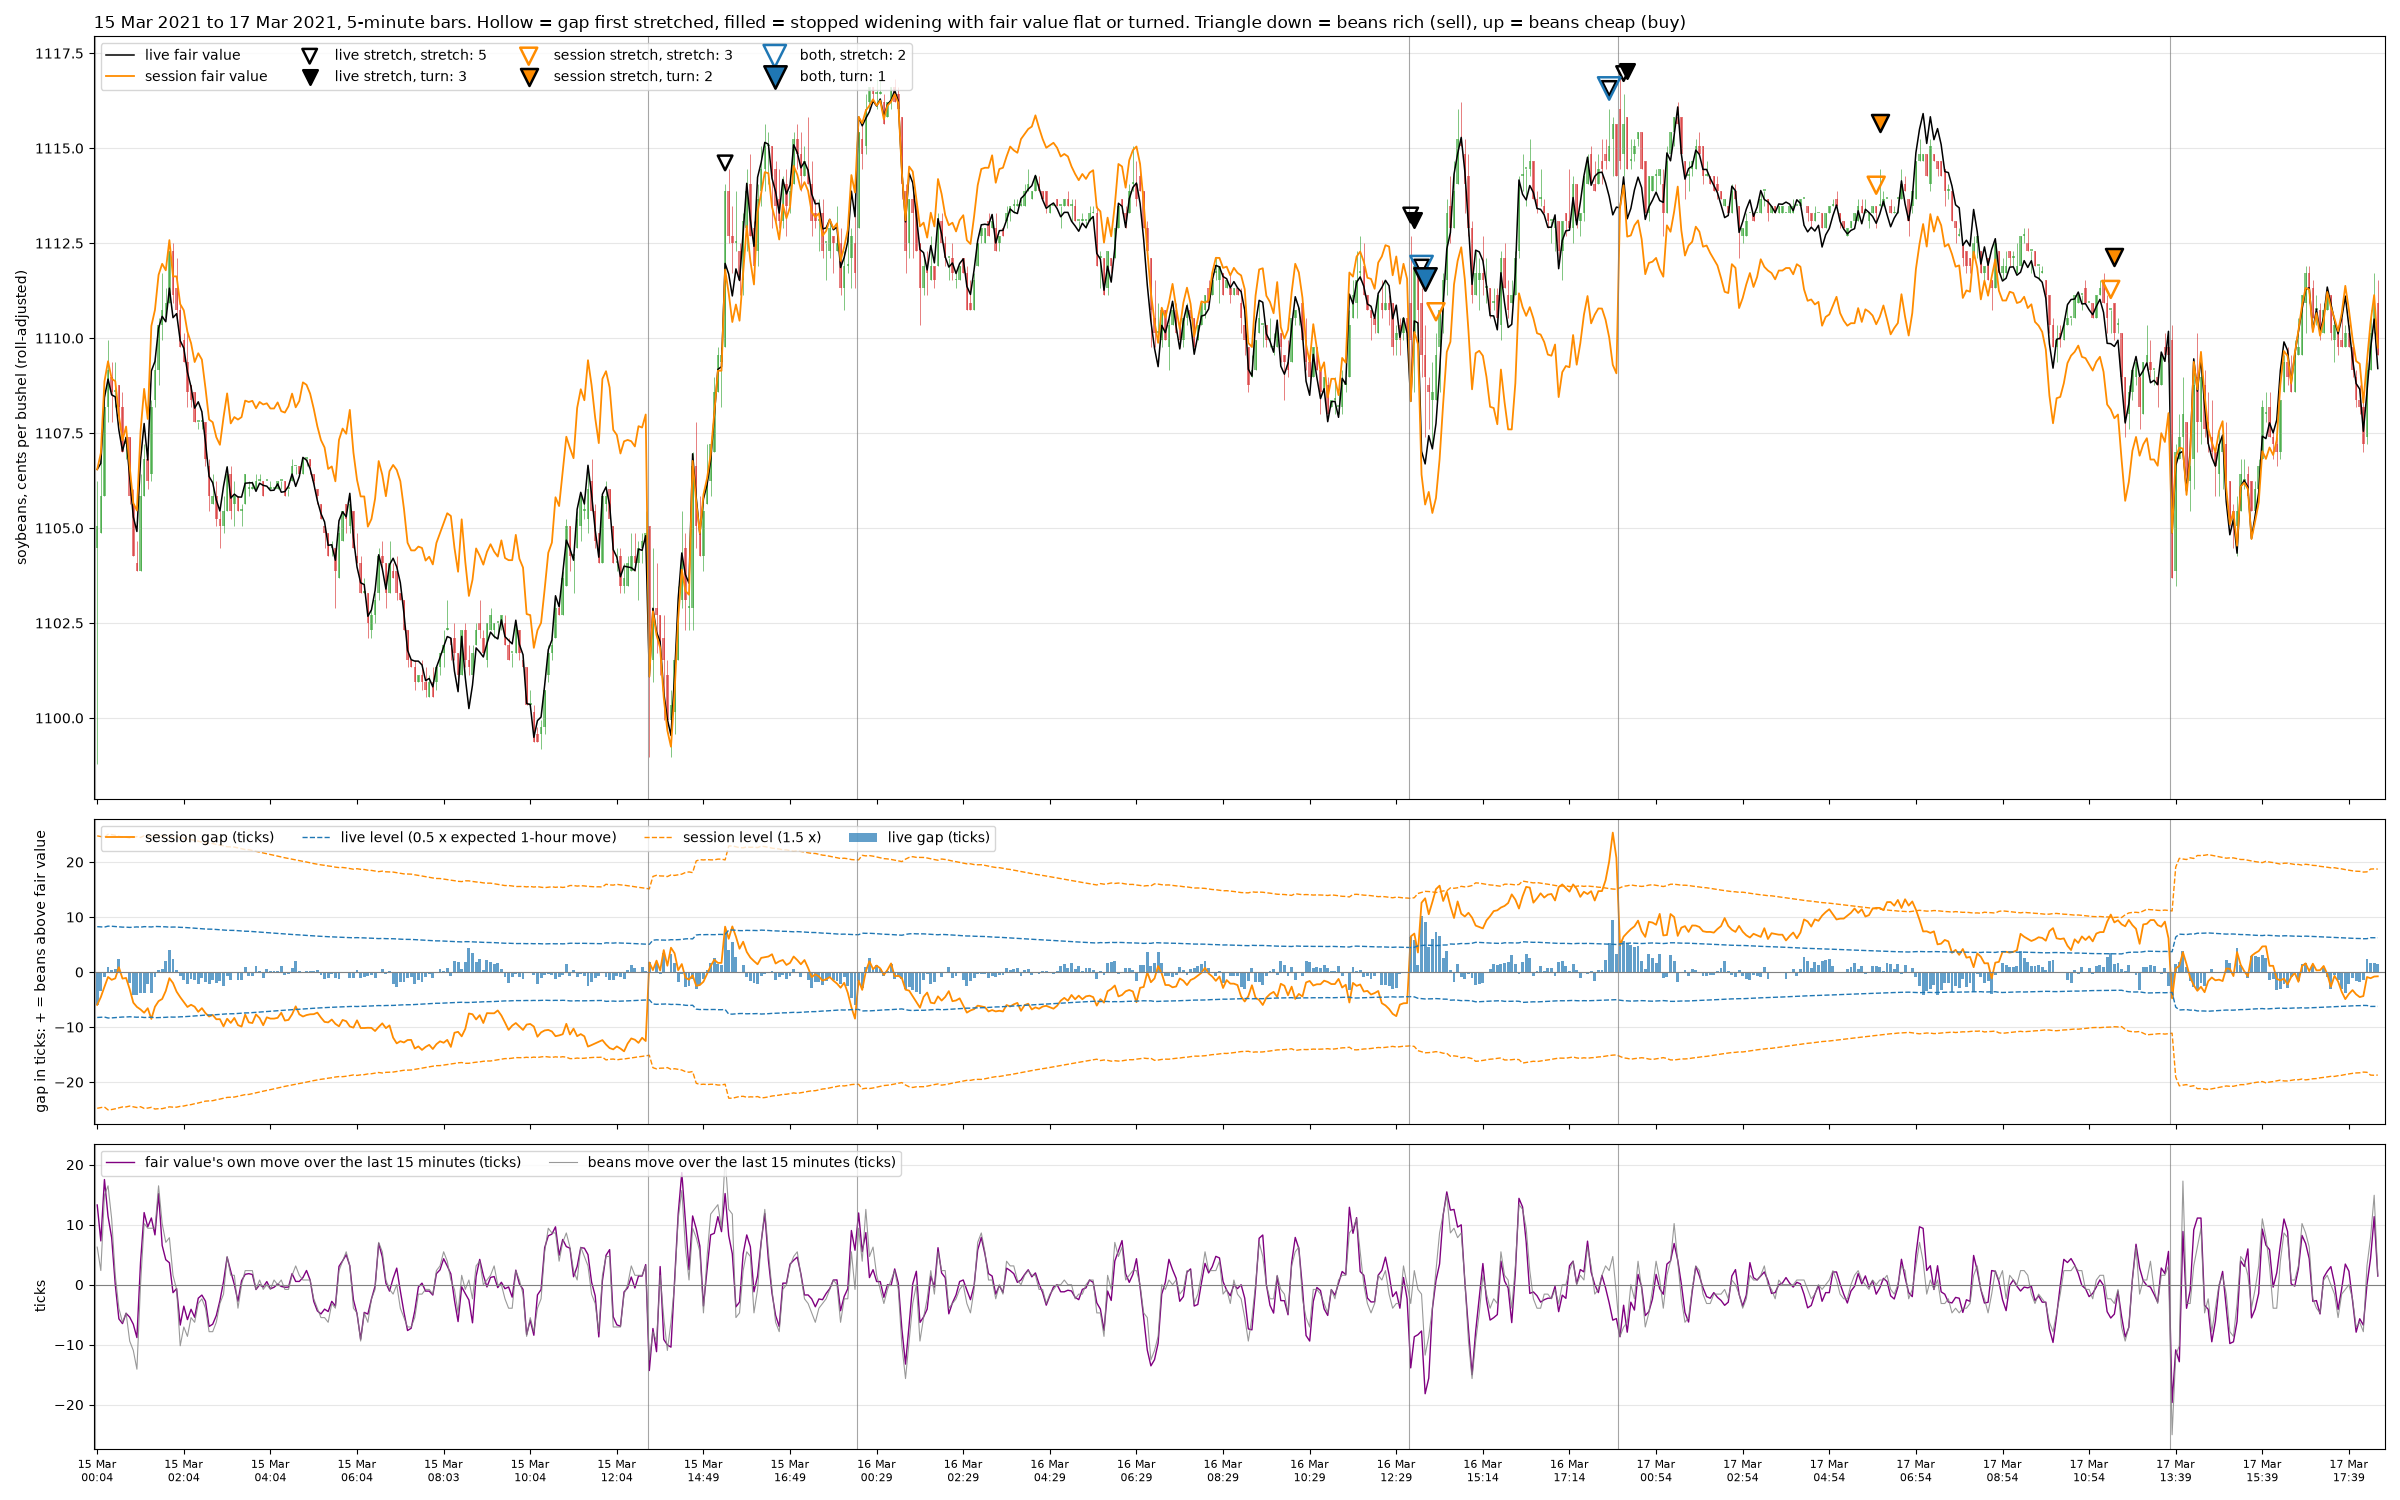 15 Mar 2021 to 17 Mar 2021, 5-minute bars. Hollow = gap first stretched, filled = stopped widening with fair value flat or turned. Triangle down = beans rich (sell), up = beans cheap (buy)
live fair value
session fair value
live stretch, stretch: 5
live stretch, turn: 3
session stretch, stretch: 3
session stretch, turn: 2
both, stretch: 2
both, turn: 1
soybeans, cents per bushel (roll-adjusted)
1117.5
1115.0
1112.5
1110.0
1107.5
1105.0
1102.5
1100.0
session gap (ticks)
live level (0.5 x expected 1-hour move)
session level (1.5 x)
live gap (ticks)
gap in ticks: + = beans above fair value
20
10
0
−10
−20
fair value's own move over the last 15 minutes (ticks)
beans move over the last 15 minutes (ticks)
ticks
20
10
0
−10
−20
15 Mar
00:04
15 Mar
02:04
15 Mar
04:04
15 Mar
06:04
15 Mar
08:03
15 Mar
10:04
15 Mar
12:04
15 Mar
14:49
15 Mar
16:49
16 Mar
00:29
16 Mar
02:29
16 Mar
04:29
16 Mar
06:29
16 Mar
08:29
16 Mar
10:29
16 Mar
12:29
16 Mar
15:14
16 Mar
17:14
17 Mar
00:54
17 Mar
02:54
17 Mar
04:54
17 Mar
06:54
17 Mar
08:54
17 Mar
10:54
17 Mar
13:39
17 Mar
15:39
17 Mar
17:39